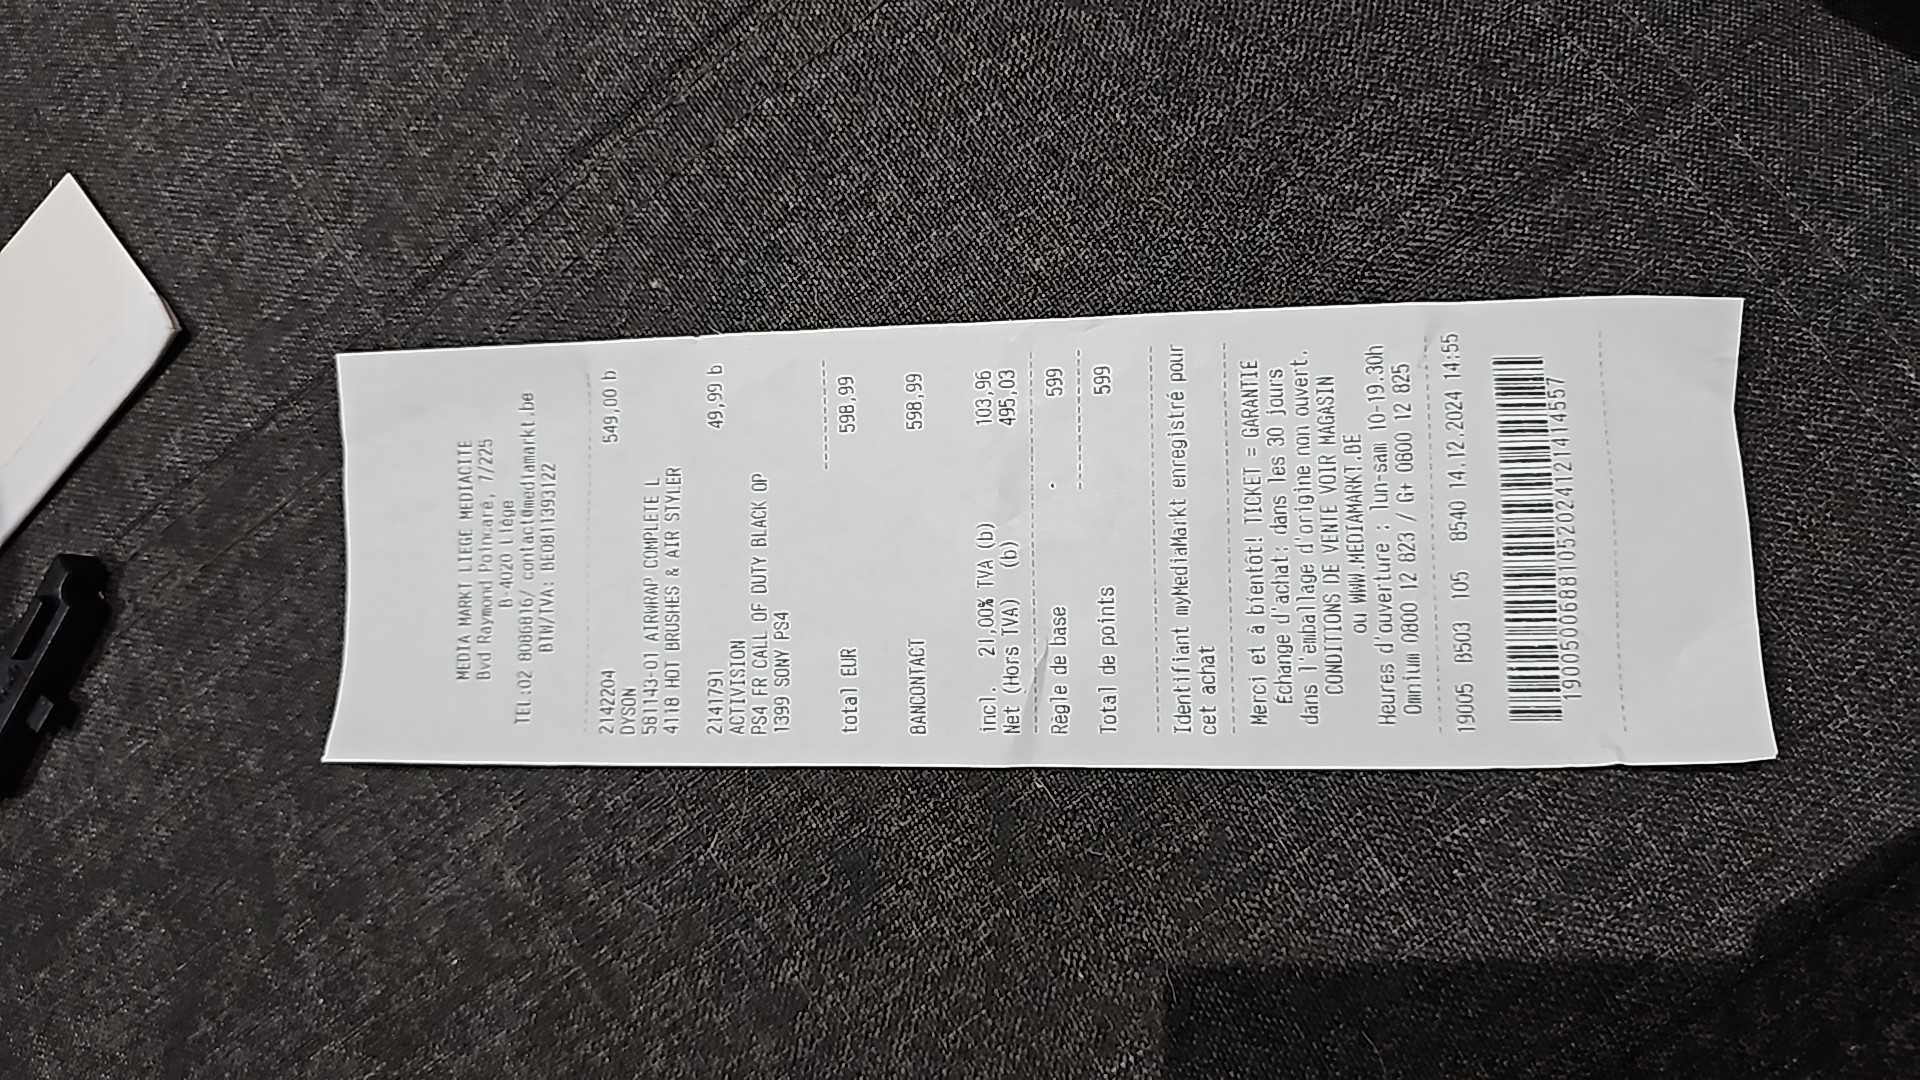 MEDIA MARKT LIEGE MEDIACITE
Bvd Raymond Poincaré, 7/225
B-4020 Liège
TEL:02 8086816/ contact@mediamarkt.be
BTW/TVA: BE0811393122
2142204 549,00 b
DYSON
581143-01 AIRWRAP COMPLETE L
4118 HOT BRUSHES & AIR STYLER
2141791 49,99 b
ACTIVISION
PS4 FR CALL OF DUTY BLACK OP
1399 SONY PS4
total EUR 598,99
BANCONTACT 598,99
incl. 21,00% TVA (b) 103,96
Net (Hors TVA) (b) 495,03
Règle de base - 599
Total de points 599
Identifiant myMediaMarkt enregistré pour
cet achat
Merci et à bientôt! TICKET = GARANTIE
Echange d'achat: dans les 30 jours
dans l'emballage d'origine non ouvert.
CONDITIONS DE VENTE VOIR MAGASIN
ou WWW.MEDIAMARKT.BE
Heures d'ouverture : lun-sam 10-19.30h
Omnium 0800 12 823 / G+ 0800 12 825
19005 B503 105 8540 14.12.2024 14:55
19005006881052024121414557